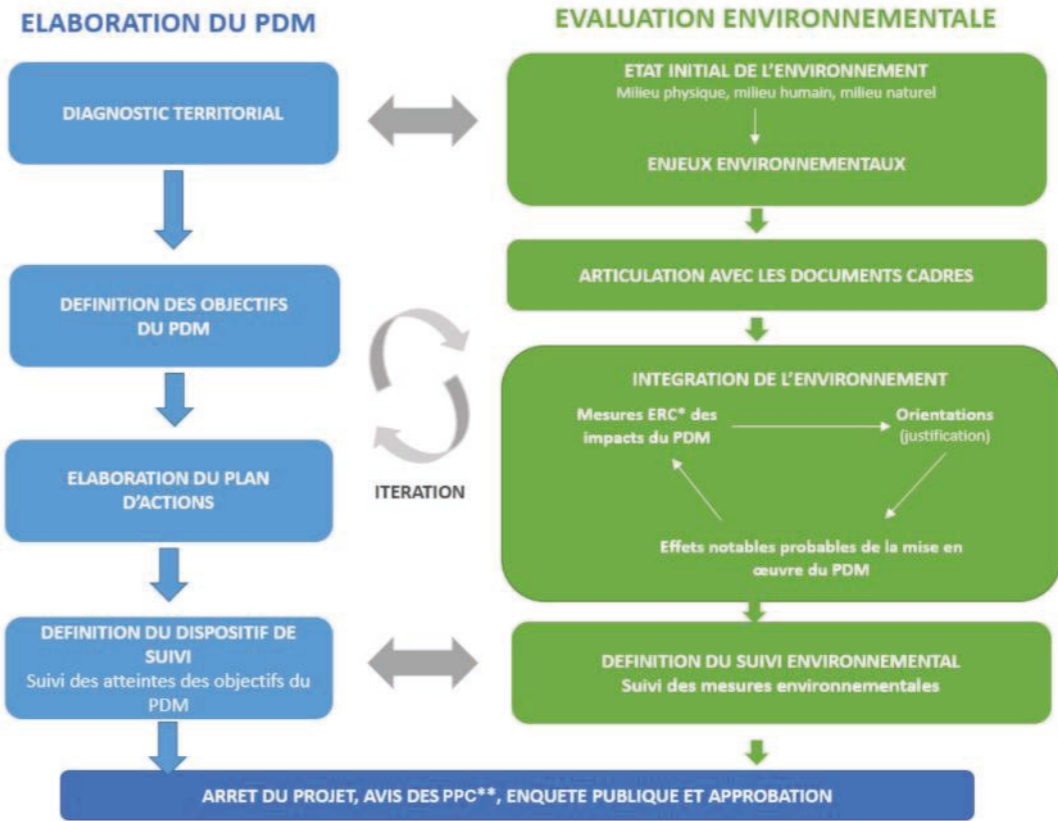 ELABORATION DU PDM
DIAGNOSTIC TERRITORIAL
DEFINITION DES OBJECTIFS
DU PDM
ELABORATION DU PLAN
D'ACTIONS
DEFINITION DU DISPOSITIF DE
SUIVI
Suivi des atteintes des objectifs du
PDM
ITERATION
EVALUATION ENVIRONNEMENTALE
ETAT INITIAL DE L'ENVIRONNEMENT
Milieu physique, milieu humain, milieu naturel
ENJEUX ENVIRONNEMENTAUX
ARTICULATION AVEC LES DOCUMENTS CADRES
INTEGRATION DE L'ENVIRONNEMENT
Mesures ERC* des
impacts du PDM
Orientations
(justification)
Effets notables probables de la mise en
œuvre du PDM
DEFINITION DU SUIVI ENVIRONNEMENTAL
Suivi des mesures environnementales
ARRET DU PROJET, AVIS DES PPC**, ENQUETE PUBLIQUE ET APPROBATION